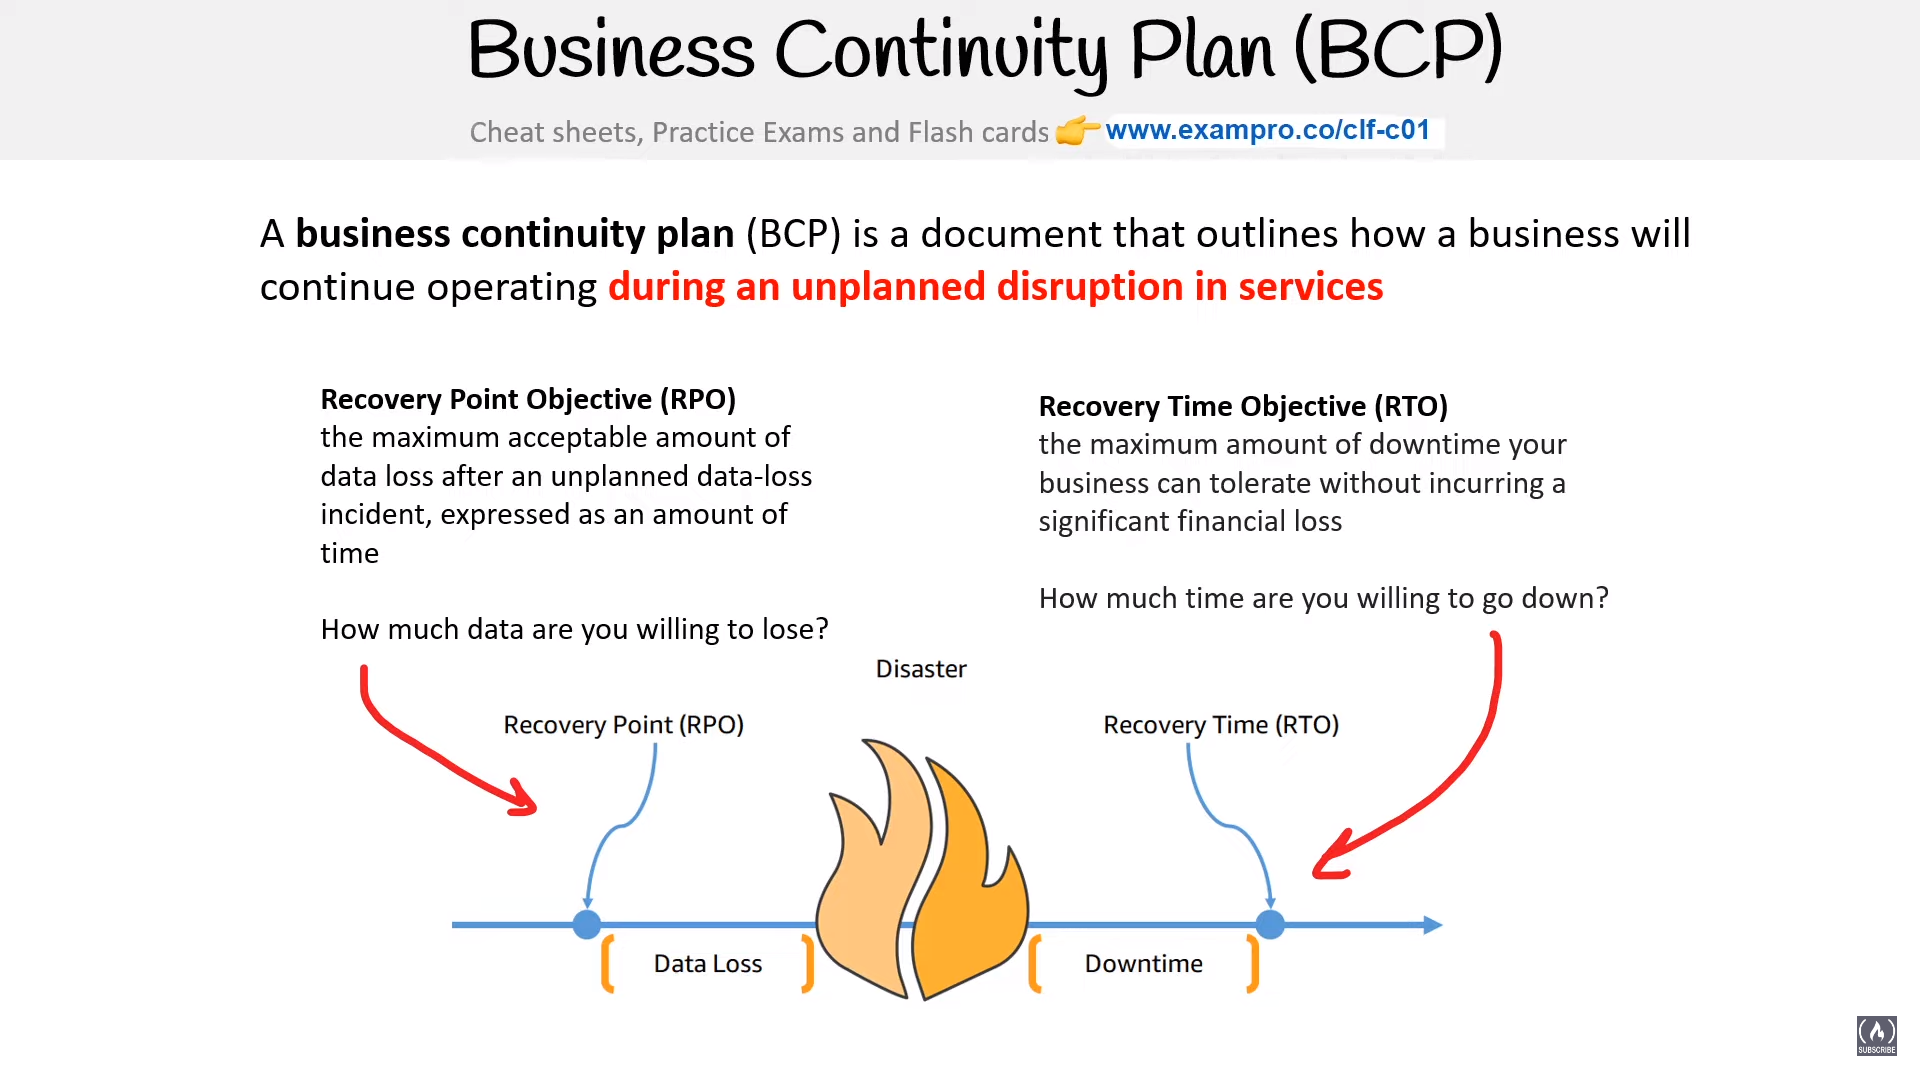 Business Continuity Plan (BCP)
Cheat sheets, Practice Exams and Flash cards 👉 www.exampro.co/clf-c01
A business continuity plan (BCP) is a document that outlines how a business will
continue operating during an unplanned disruption in services
Recovery Point Objective (RPO)
the maximum acceptable amount of
data loss after an unplanned data-loss
incident, expressed as an amount of
time
How much data are you willing to lose?
Recovery Time Objective (RTO)
the maximum amount of downtime your
business can tolerate without incurring a
significant financial loss
How much time are you willing to go down?
Disaster
Recovery Point (RPO)
Recovery Time (RTO)
Data Loss
Downtime
SUBSCRIBE